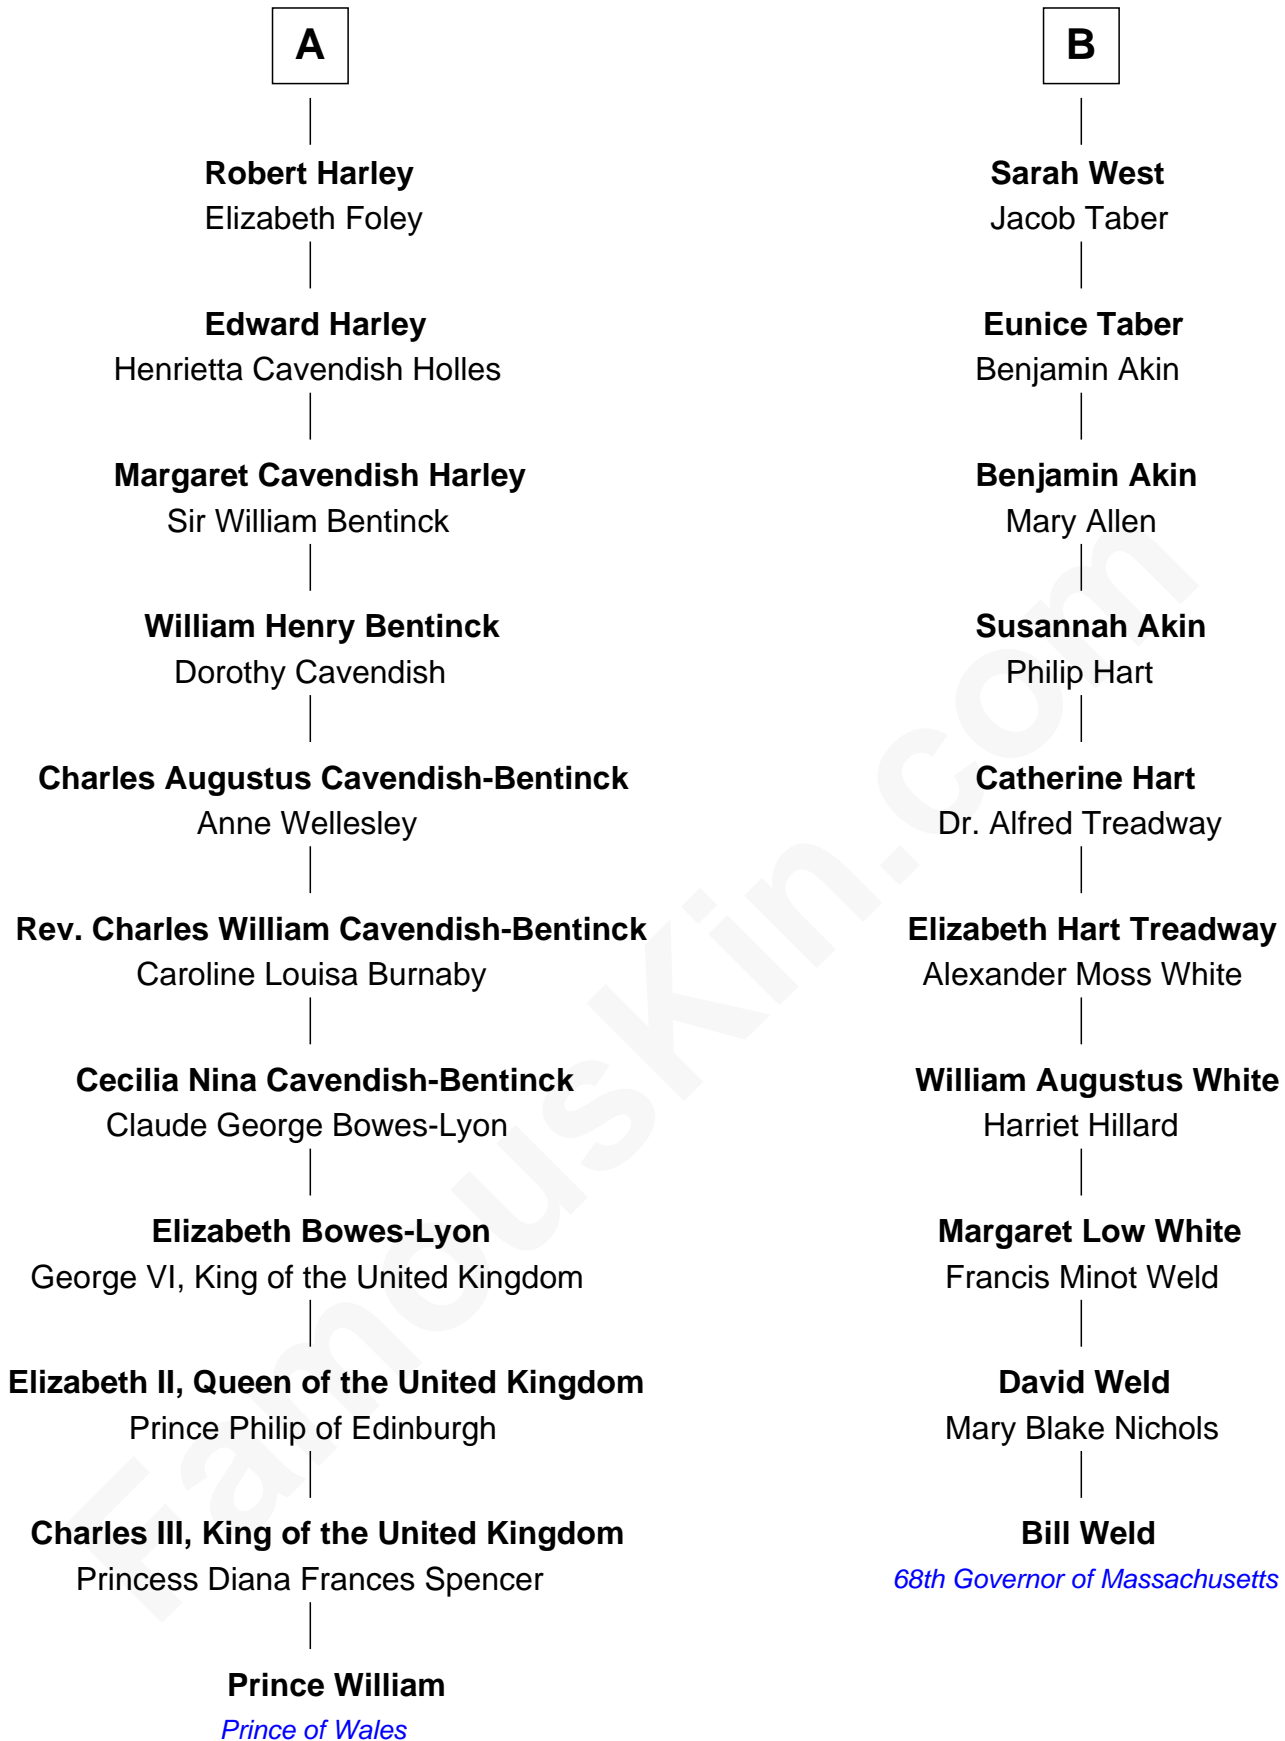 A
Robert Harley
Elizabeth Foley
Edward Harley
Henrietta Cavendish Holles
Margaret Cavendish Harley
Sir William Bentinck
William Henry Bentinck
Dorothy Cavendish
Charles Augustus Cavendish-Bentinck
Anne Wellesley
Rev. Charles William Cavendish-Bentinck
Caroline Louisa Burnaby
Cecilia Nina Cavendish-Bentinck
Claude George Bowes-Lyon
Elizabeth Bowes-Lyon
George VI, King of the United Kingdom
Elizabeth II, Queen of the United Kingdom
Prince Philip of Edinburgh
Charles III, King of the United Kingdom
Princess Diana Frances Spencer
Prince William
Prince of Wales
B
Sarah West
Jacob Taber
Eunice Taber
Benjamin Akin
Benjamin Akin
Mary Allen
Susannah Akin
Philip Hart
Catherine Hart
Dr. Alfred Treadway
Elizabeth Hart Treadway
Alexander Moss White
William Augustus White
Harriet Hillard
Margaret Low White
Francis Minot Weld
David Weld
Mary Blake Nichols
Bill Weld
68th Governor of Massachusetts
FamousKin.com